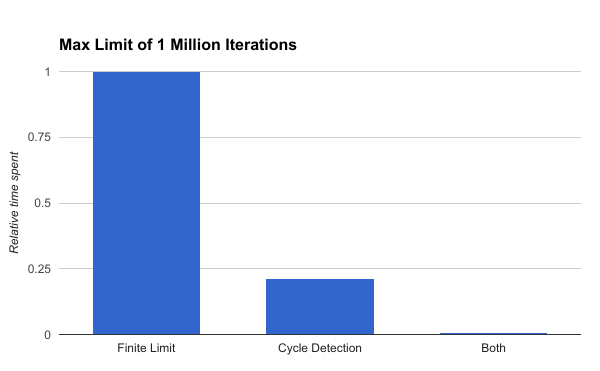 Max Limit of 1 Million Iterations
1
0.75
0.5
0.25
0
Relative time spent
Finite Limit
Cycle Detection
Both